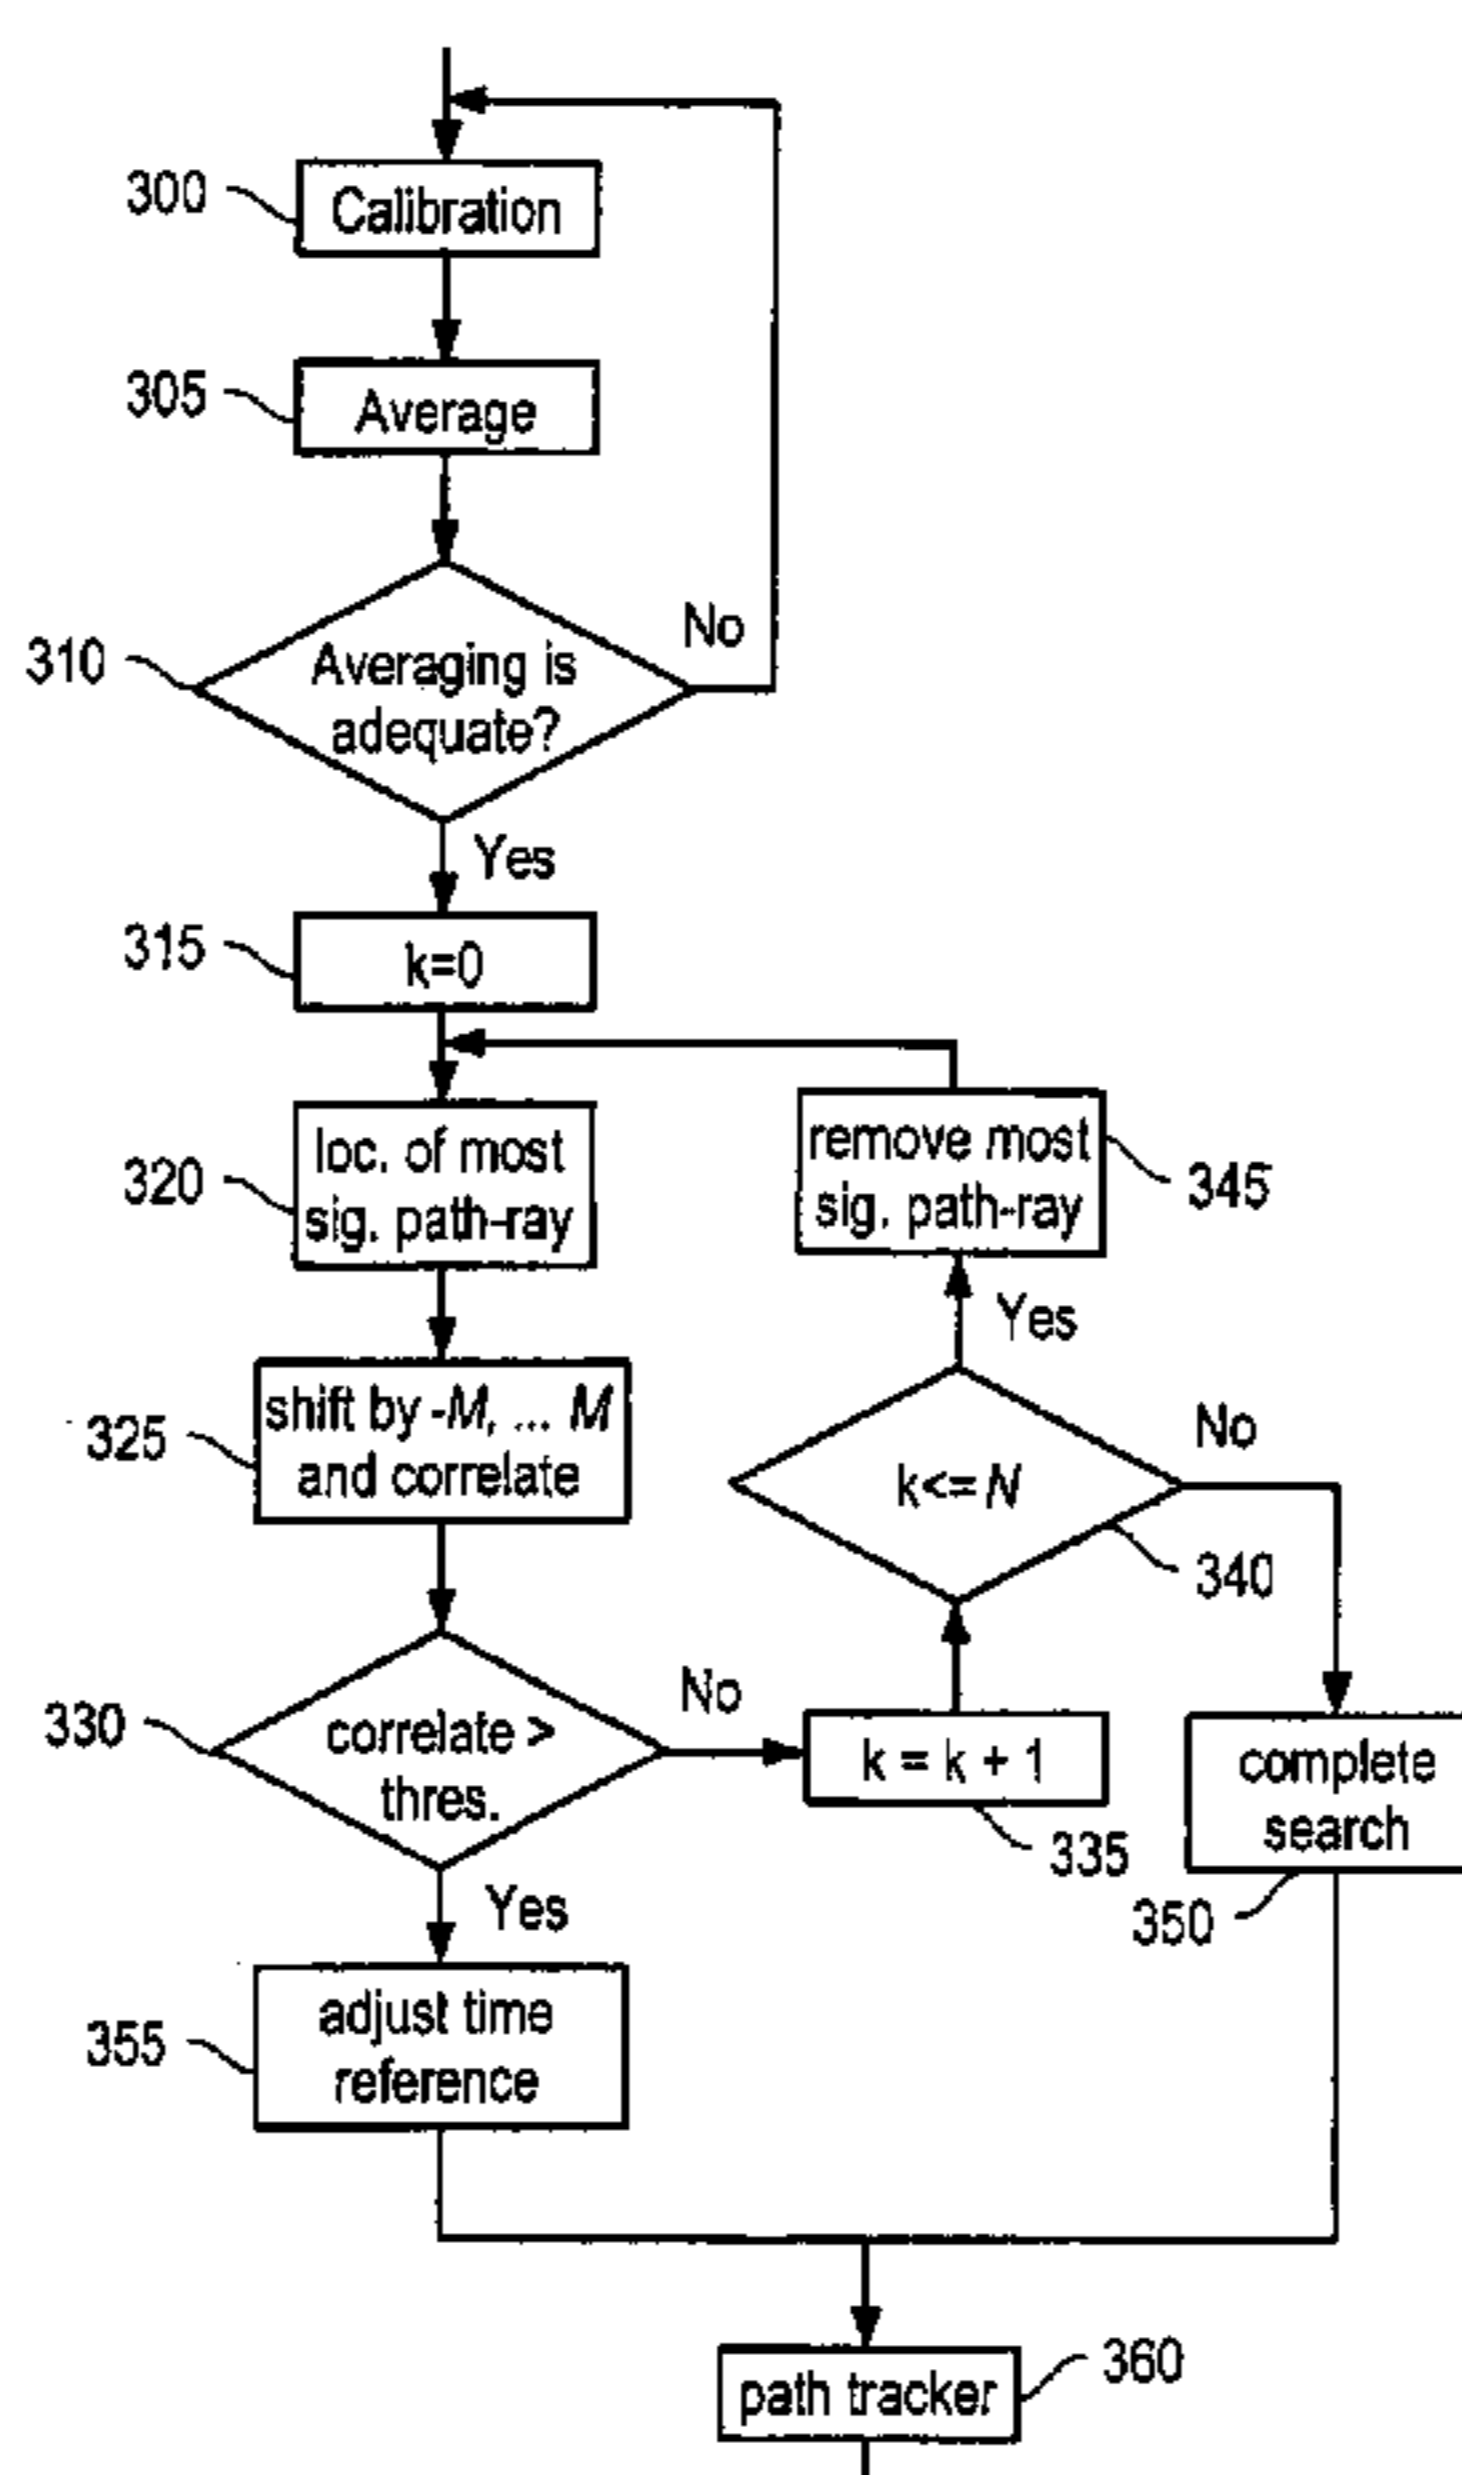 300
Calibration
305
Average
310
Averaging is
adequate?
No
Yes
315
k=0
320
loc. of most
sig. path-ray
remove most
sig. path-ray
345
325
shift by -M, ... M
and correlate
Yes
k<= N
No
340
330
correlate >
thres.
No
k = k + 1
335
complete
search
350
Yes
355
adjust time
reference
path tracker
360